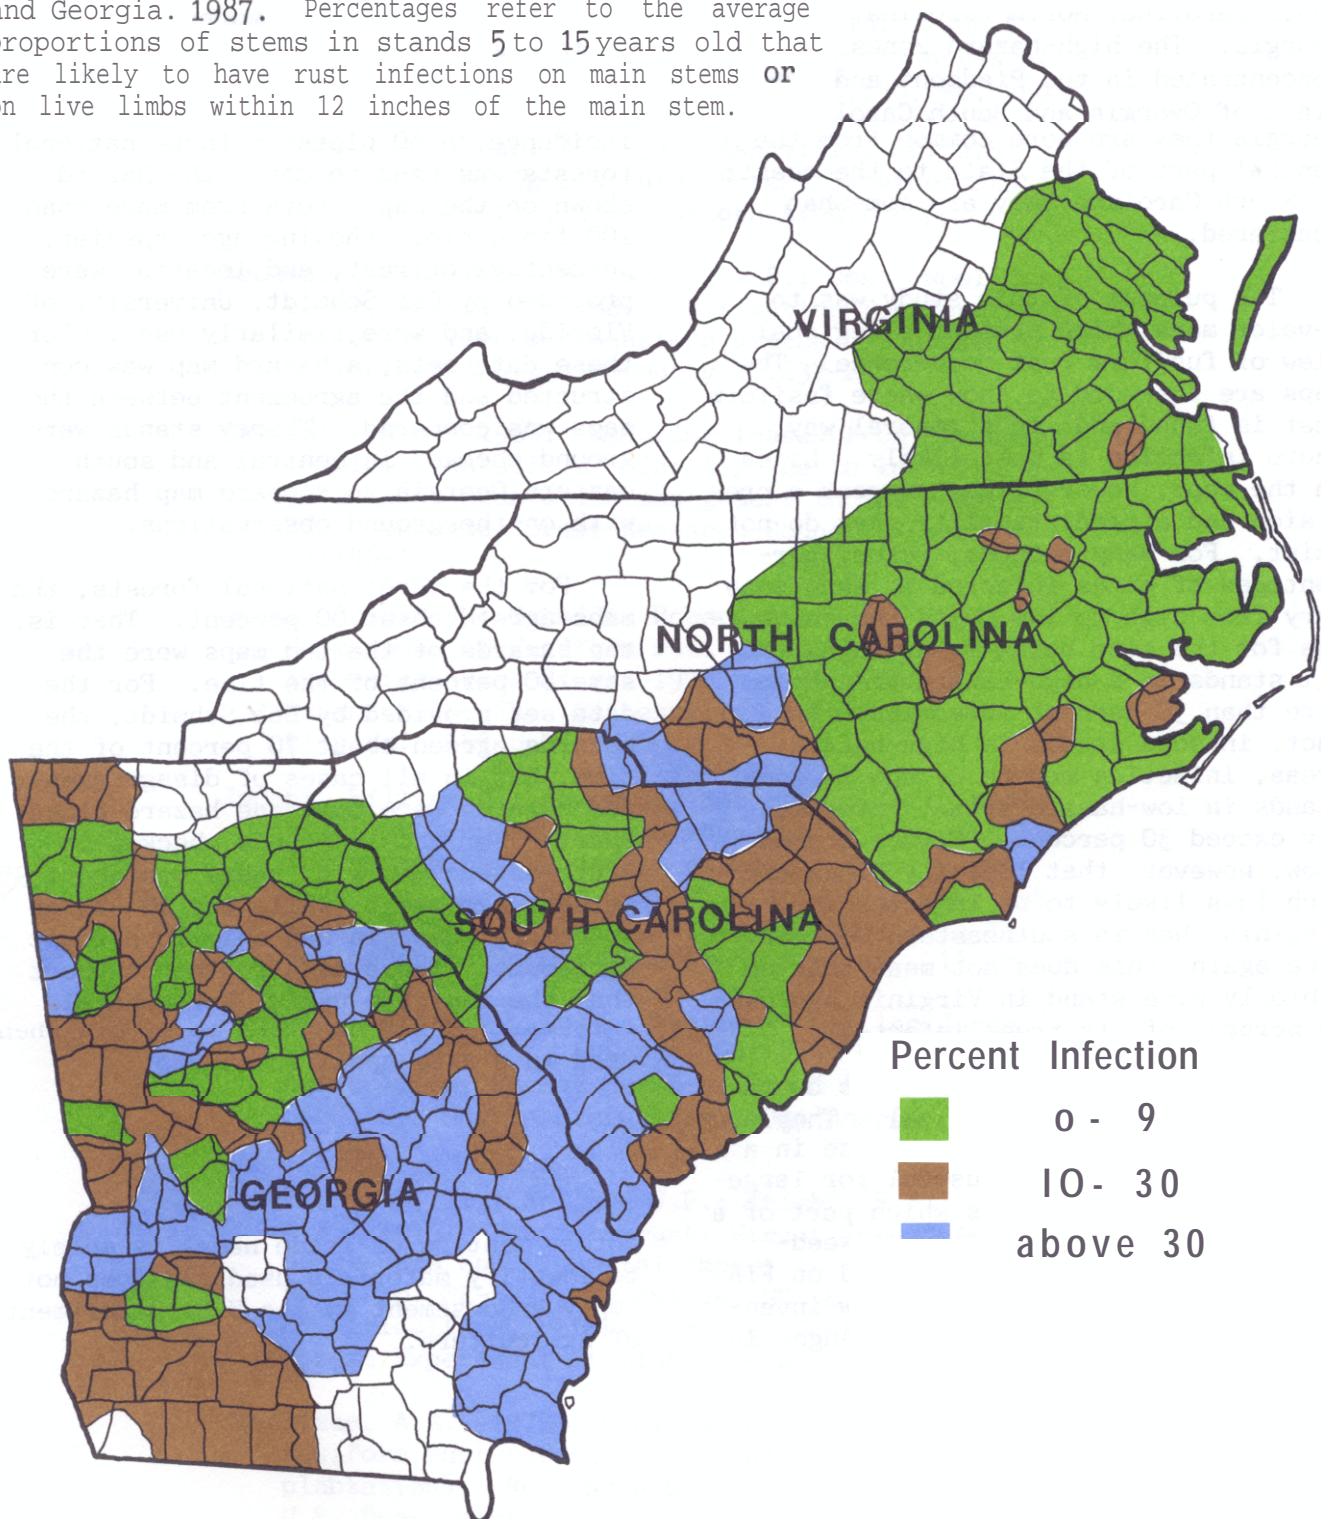 and Georgia. 1987. Percentages refer to the average
proportions of stems in stands 5 to 15 years old that
are likely to have rust infections on main stems or
on live limbs within 12 inches of the main stem.
VIRGINIA
NORTH CAROLINA
SOUTH CAROLINA
GEORGIA
Percent Infection
0 - 9
10 - 30
above 30